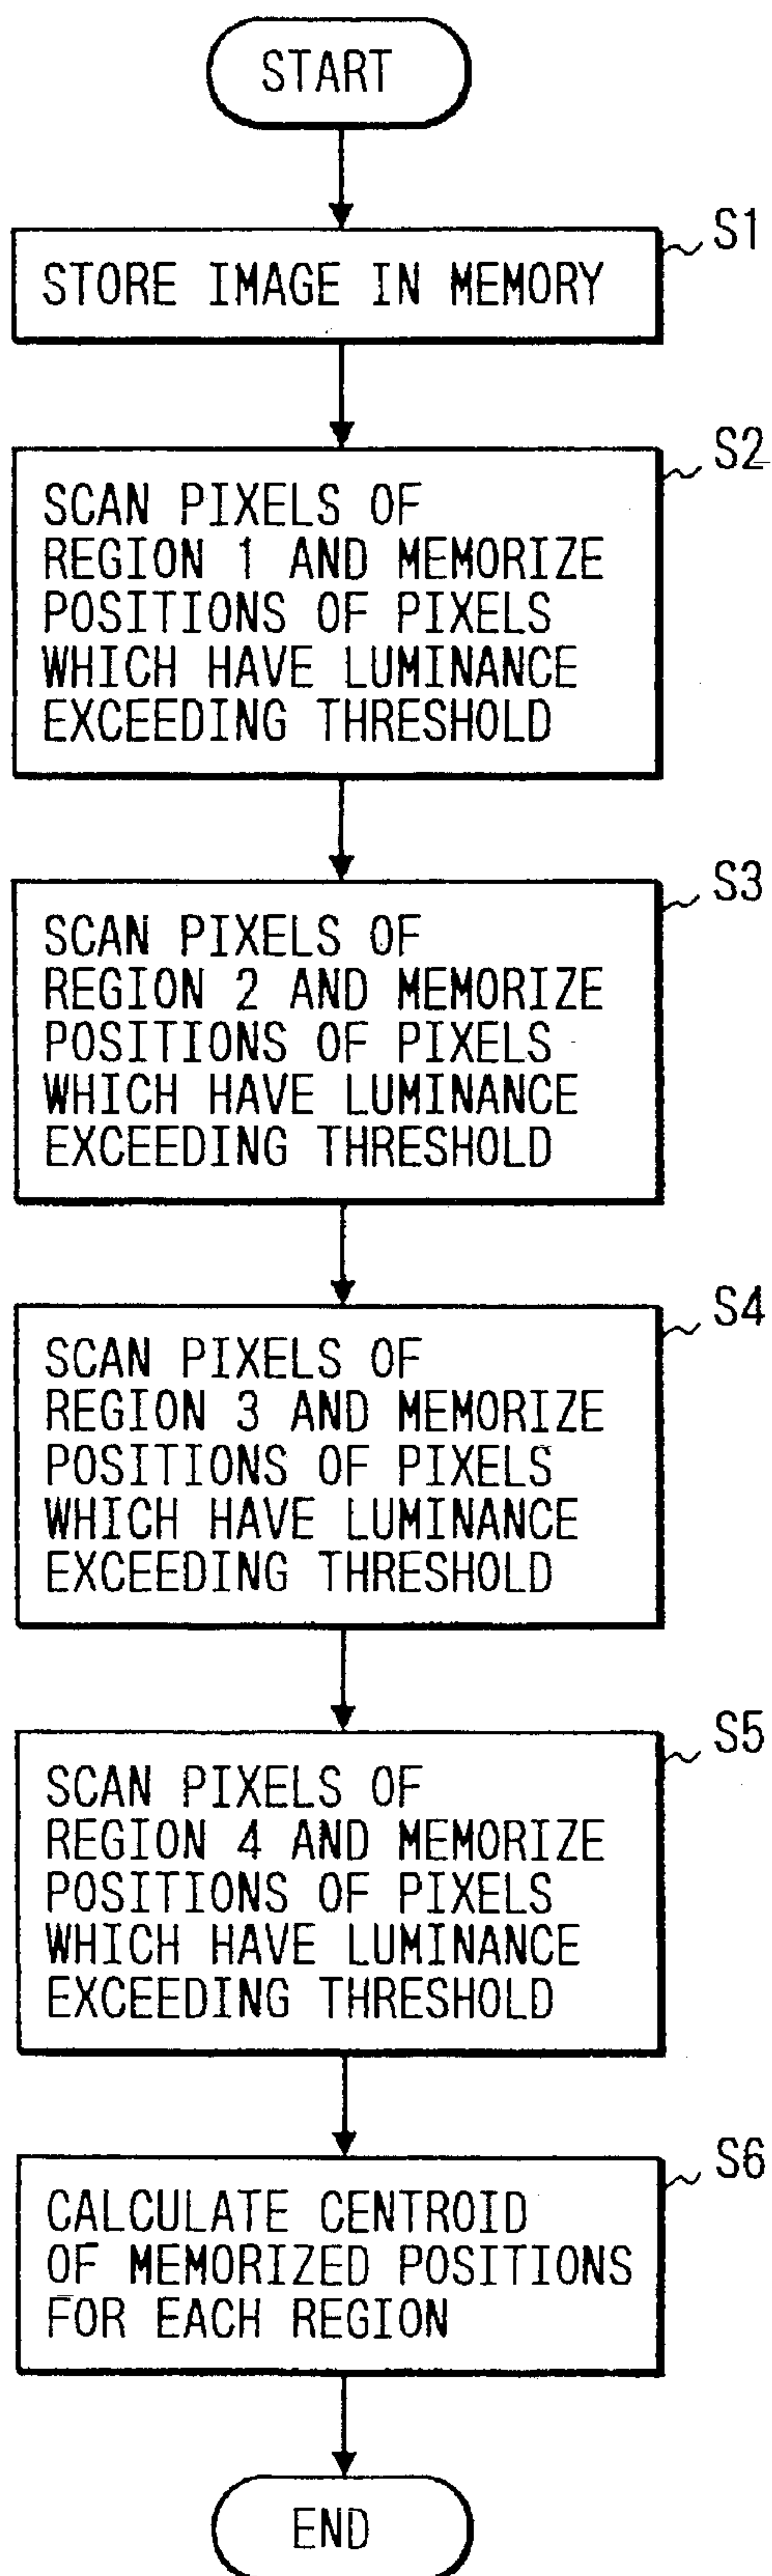 START
S1
STORE IMAGE IN MEMORY
S2
SCAN PIXELS OF
REGION 1 AND MEMORIZE
POSITIONS OF PIXELS
WHICH HAVE LUMINANCE
EXCEEDING THRESHOLD
S3
SCAN PIXELS OF
REGION 2 AND MEMORIZE
POSITIONS OF PIXELS
WHICH HAVE LUMINANCE
EXCEEDING THRESHOLD
S4
SCAN PIXELS OF
REGION 3 AND MEMORIZE
POSITIONS OF PIXELS
WHICH HAVE LUMINANCE
EXCEEDING THRESHOLD
S5
SCAN PIXELS OF
REGION 4 AND MEMORIZE
POSITIONS OF PIXELS
WHICH HAVE LUMINANCE
EXCEEDING THRESHOLD
S6
CALCULATE CENTROID
OF MEMORIZED POSITIONS
FOR EACH REGION
END